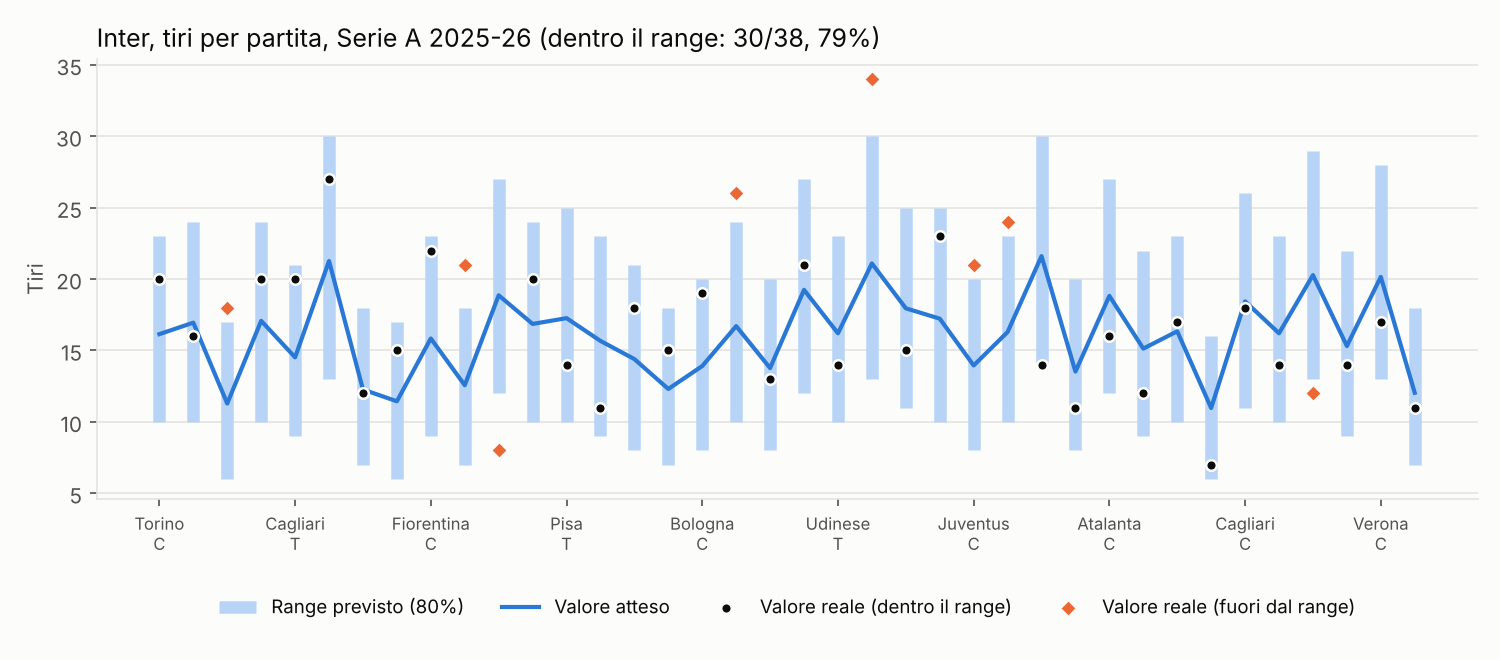 Inter, tiri per partita, Serie A 2025-26 (dentro il range: 30/38, 79%)
35
30
25
20
15
10
5
Tiri
Torino Cagliari Fiorentina Pisa Bologna Udinese Juventus Atalanta Cagliari Verona
C T C T C T C C C C
Range previsto (80%) Valore atteso Valore reale (dentro il range) Valore reale (fuori dal range)